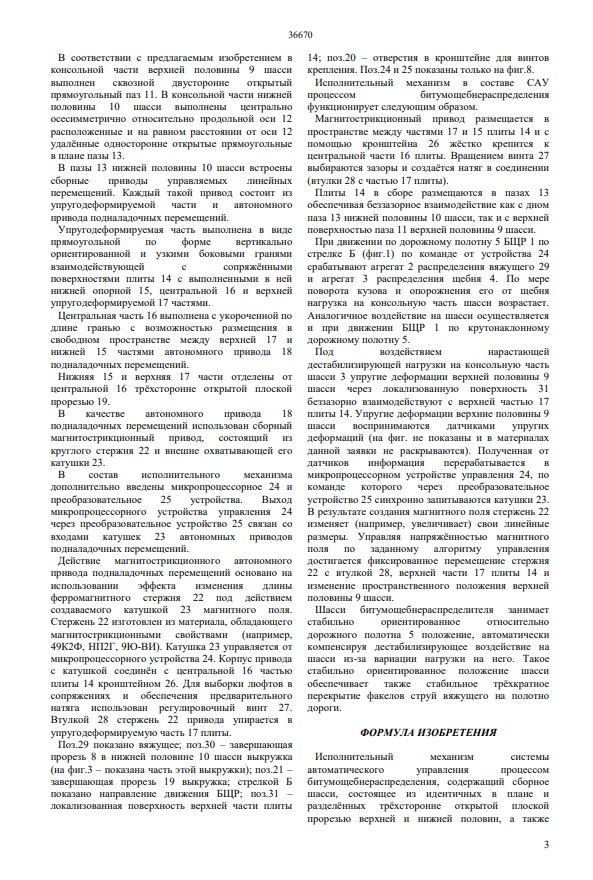 36670
В соответствии с предлагаемым изобретением в
консольной части верхней половины 9 шасси
выполнен сквозной двусторонне открытый
прямоугольный паз 11. В консольной части нижней
половины 10 шасси выполнены центрально
осесимметрично относительно продольной оси 12
расположенные и на равном расстоянии от оси 12
удалённые односторонне открытые прямоугольные
в плане пазы 13.
В пазы 13 нижней половины 10 шасси встроены
сборные приводы управляемых линейных
перемещений. Каждый такой привод состоит из
упругодеформируемой части и автономного
привода подналадочных перемещений.
Упругодеформируемая часть выполнена в виде
прямоугольной по форме вертикально
ориентированной и узкими боковыми гранями
взаимодействующей с сопряжёнными
поверхностями плиты 14 с выполненными в ней
нижней опорной 15, центральной 16 и верхней
упругодеформируемой 17 частями.
Центральная часть 16 выполнена с укороченной по
длине гранью с возможностью размещения в
свободном пространстве между верхней 17 и
нижней 15 частями автономного привода 18
подналадочных перемещений.
Нижняя 15 и верхняя 17 части отделены от
центральной 16 трёхсторонне открытой плоской
прорезью 19.
В качестве автономного привода 18
подналадочных перемещений использован сборный
магнитострикционный привод, состоящий из
круглого стержня 22 и внешне охватывающей его
катушки 23.
В состав исполнительного механизма
дополнительно введены микропроцессорное 24 и
преобразовательное 25 устройства. Выход
микропроцессорного устройства управления 24
через преобразовательное устройство 25 связан со
входами катушек 23 автономных приводов
подналадочных перемещений.
Действие магнитострикционного автономного
привода подналадочных перемещений основано на
использовании эффекта изменения длины
ферромагнитного стержня 22 под действием
создаваемого катушкой 23 магнитного поля.
Стержень 22 изготовлен из материала, обладающего
магнитострикционными свойствами (например,
49К2Ф, НП2Г, 9Ю-ВИ). Катушка 23 управляется от
микропроцессорного устройства 24. Корпус привода
с катушкой соединён с центральной 16 частью
плиты 14 кронштейном 26. Для выборки люфтов в
сопряжениях и обеспечения предварительного
натяга использован регулировочный винт 27.
Втулкой 28 стержень 22 привода упирается в
упругодеформируемую часть 17 плиты.
Поз.29 показано вяжущее; поз.30 – завершающая
прорезь 8 в нижней половине 10 шасси выкружка
(на фиг.3 – показана часть этой выкружки); поз.21 –
завершающая прорезь 19 выкружка; стрелкой Б
показано направление движения БЩР; поз.31 –
локализованная поверхность верхней части плиты
14; поз.20 – отверстия в кронштейне для винтов
крепления. Поз.24 и 25 показаны только на фиг.8.
Исполнительный механизм в составе САУ
процессом битумощебнераспределения
функционирует следующим образом.
Магнитострикционный привод размещается в
пространстве между частями 17 и 15 плиты 14 и с
помощью кронштейна 26 жёстко крепится к
центральной части 16 плиты. Вращением винта 27
выбираются зазоры и создаётся натяг в соединении
(втулки 28 с частью 17 плиты).
Плиты 14 в сборе размещаются в пазах 13
обеспечивая беззазорное взаимодействие как с дном
паза 13 нижней половины 10 шасси, так и с верхней
поверхностью паза 11 верхней половины 9 шасси.
При движении по дорожному полотну 5 БЩР 1 по
стрелке Б (фиг.1) по команде от устройства 24
срабатывают агрегат 2 распределения вяжущего 29
и агрегат 3 распределения щебня 4. По мере
поворота кузова и опорожнения его от щебня
нагрузка на консольную часть шасси возрастает.
Аналогичное воздействие на шасси осуществляется
и при движении БЩР 1 по крутонаклонному
дорожному полотну 5.
Под воздействием нарастающей
дестабилизирующей нагрузки на консольную часть
шасси 3 упругие деформации верхней половины 9
шасси через локализованную поверхность 31
беззазорно взаимодействуют с верхней частью 17
плиты 14. Упругие деформации верхние половины 9
шасси воспринимаются датчиками упругих
деформаций (на фиг. не показаны и в материалах
данной заявки не раскрываются). Полученная от
датчиков информация перерабатывается в
микропроцессорном устройстве управления 24, по
команде которого через преобразовательное
устройство 25 синхронно запитываются катушки 23.
В результате создания магнитного поля стержень 22
изменяет (например, увеличивает) свои линейные
размеры. Управляя напряжённостью магнитного
поля по заданному алгоритму управления
достигается фиксированное перемещение стержня
22 с втулкой 28, верхней части 17 плиты 14 и
изменение пространственного положения верхней
половины 9 шасси.
Шасси битумощебнераспределителя занимает
стабильно ориентированное относительно
дорожного полотна 5 положение, автоматически
компенсируя дестабилизирующее воздействие на
шасси из-за вариации нагрузки на него. Такое
стабильно ориентированное положение шасси
обеспечивает также стабильное трёхкратное
перекрытие факелов струй вяжущего на полотно
дороги.
ФОРМУЛА ИЗОБРЕТЕНИЯ
Исполнительный механизм системы
автоматического управления процессом
битумощебнераспределения, содержащий сборное
шасси, состоящее из идентичных в плане и
разделённых трёхсторонне открытой плоской
прорезью верхней и нижней половин, а также
3